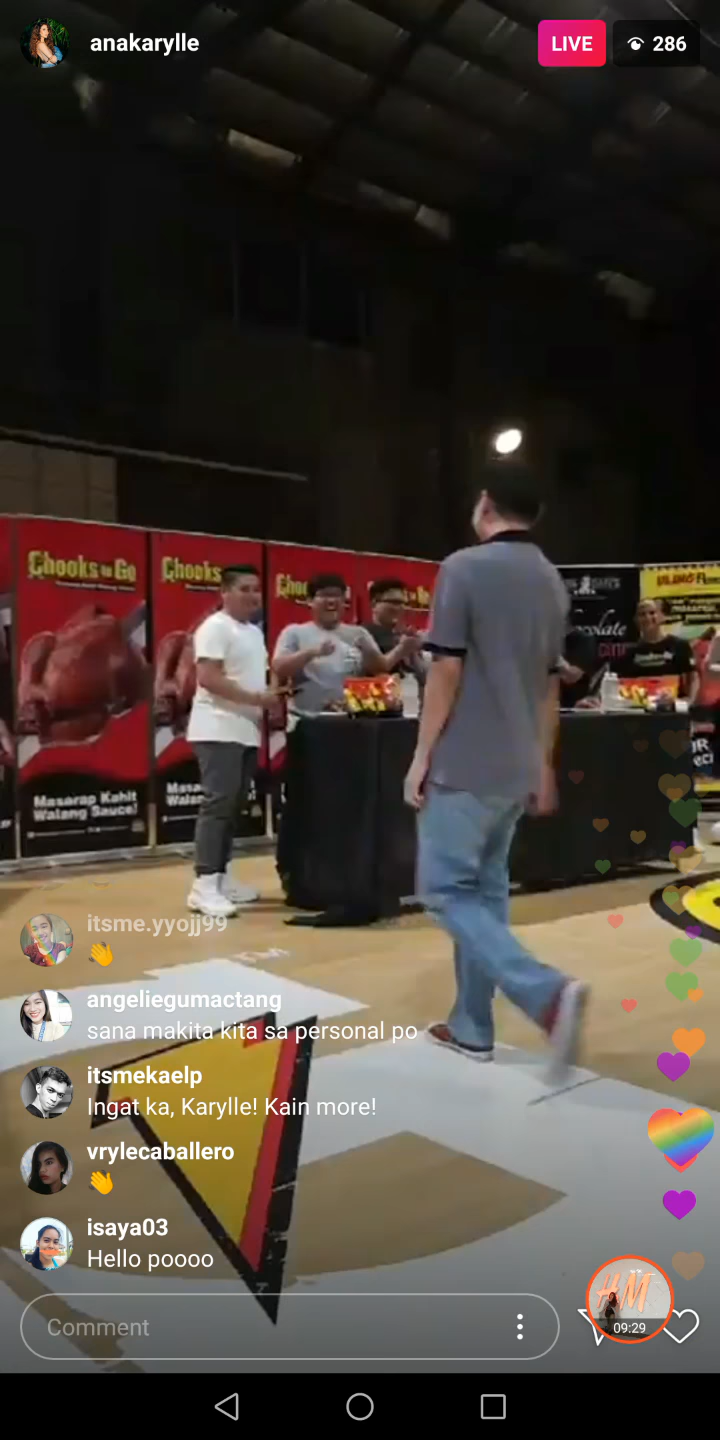 anakarylle
LIVE
286
Chooks to Go
Chooks
Masarap Kahit
Walang Sauce!
itsme.yyojj99
👏
angeliegumactang
sana makita kita sa personal po
itsmekaelp
Ingat ka, Karylle! Kain more!
vrylecaballero
👏
isaya03
Hello poooo
Comment
HM
09:29